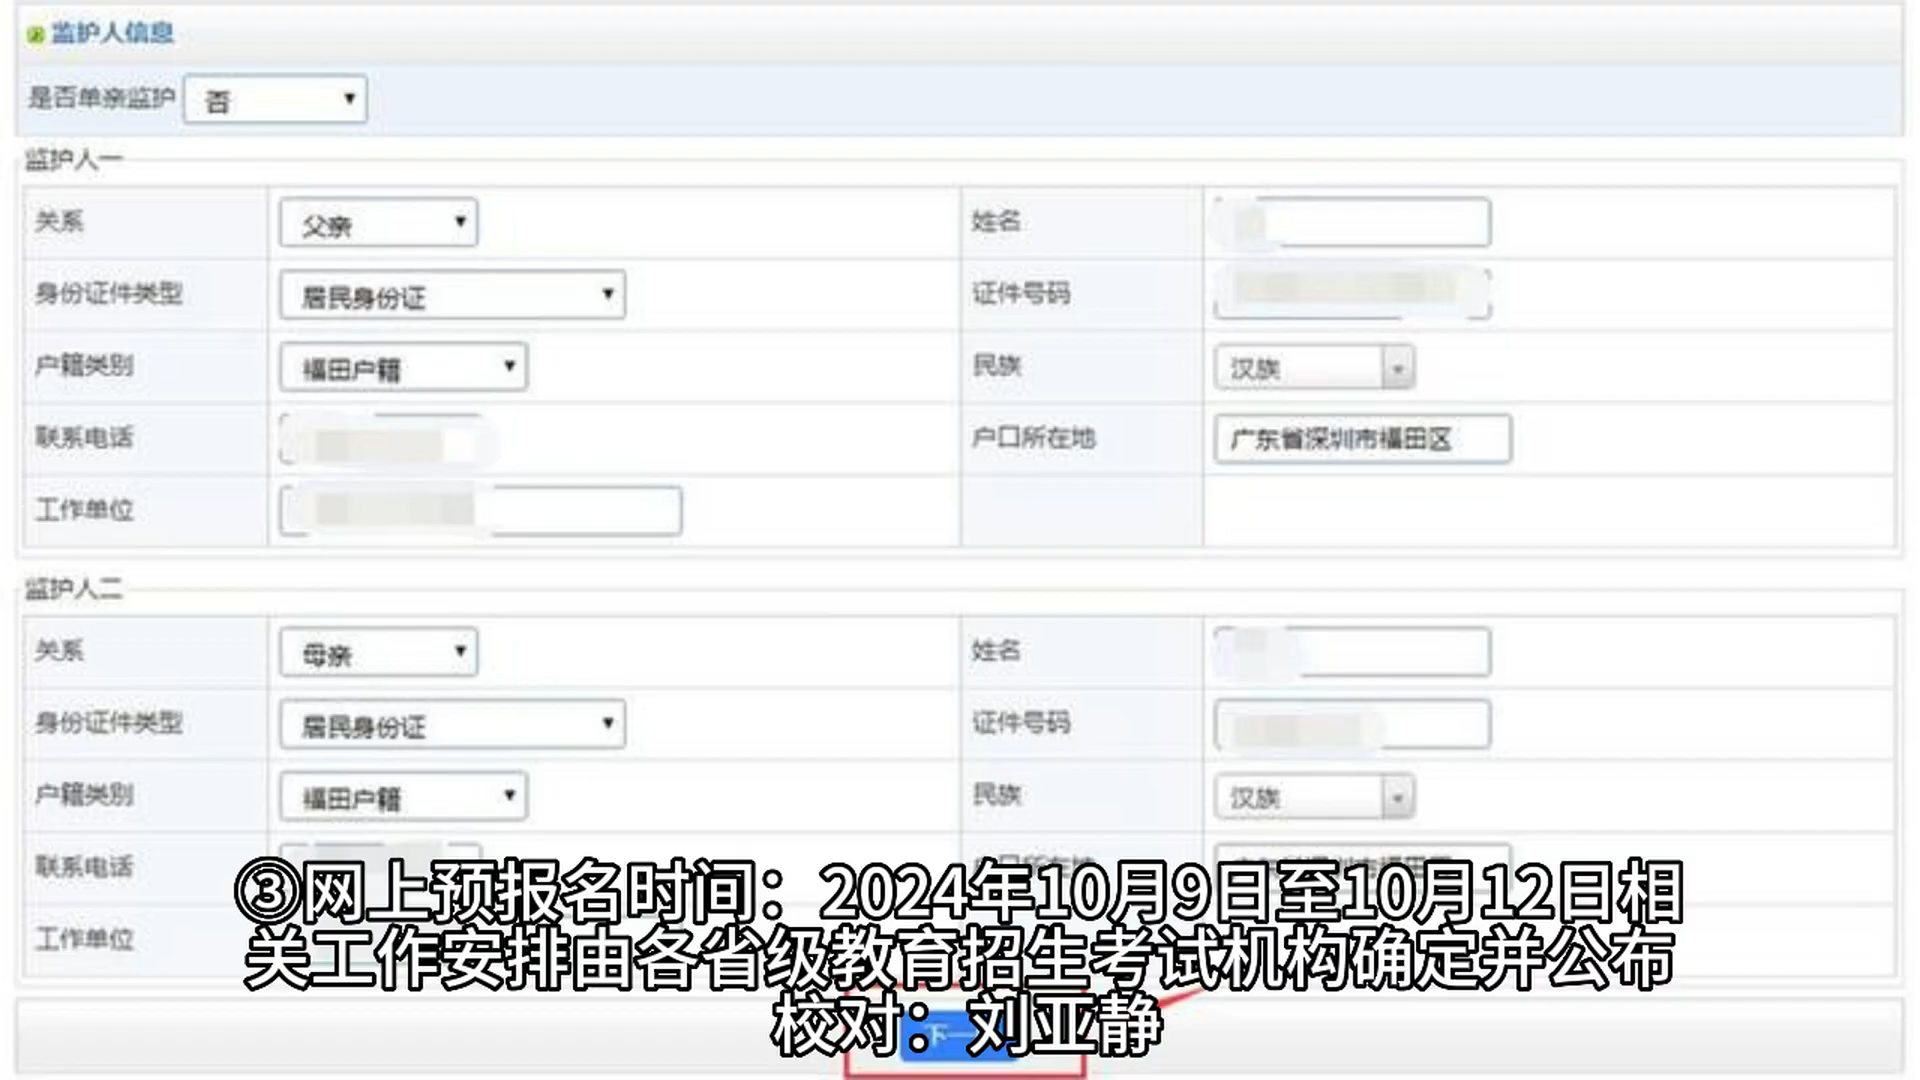 监护人信息
是否单亲监护 否
监护人一
关系 父亲 姓名
身份证件类型 居民身份证 证件号码
户籍类别 福田户籍 民族 汉族
联系电话 户口所在地 广东省深圳市福田区
工作单位
监护人二
关系 母亲 姓名
身份证件类型 居民身份证 证件号码
户籍类别 福田户籍 民族 汉族
联系电话 户口所在地
工作单位
③网上预报名时间：2024年10月9日至10月12日相
关工作安排由各省级教育招生考试机构确定并公布
校对：刘亚静
下一